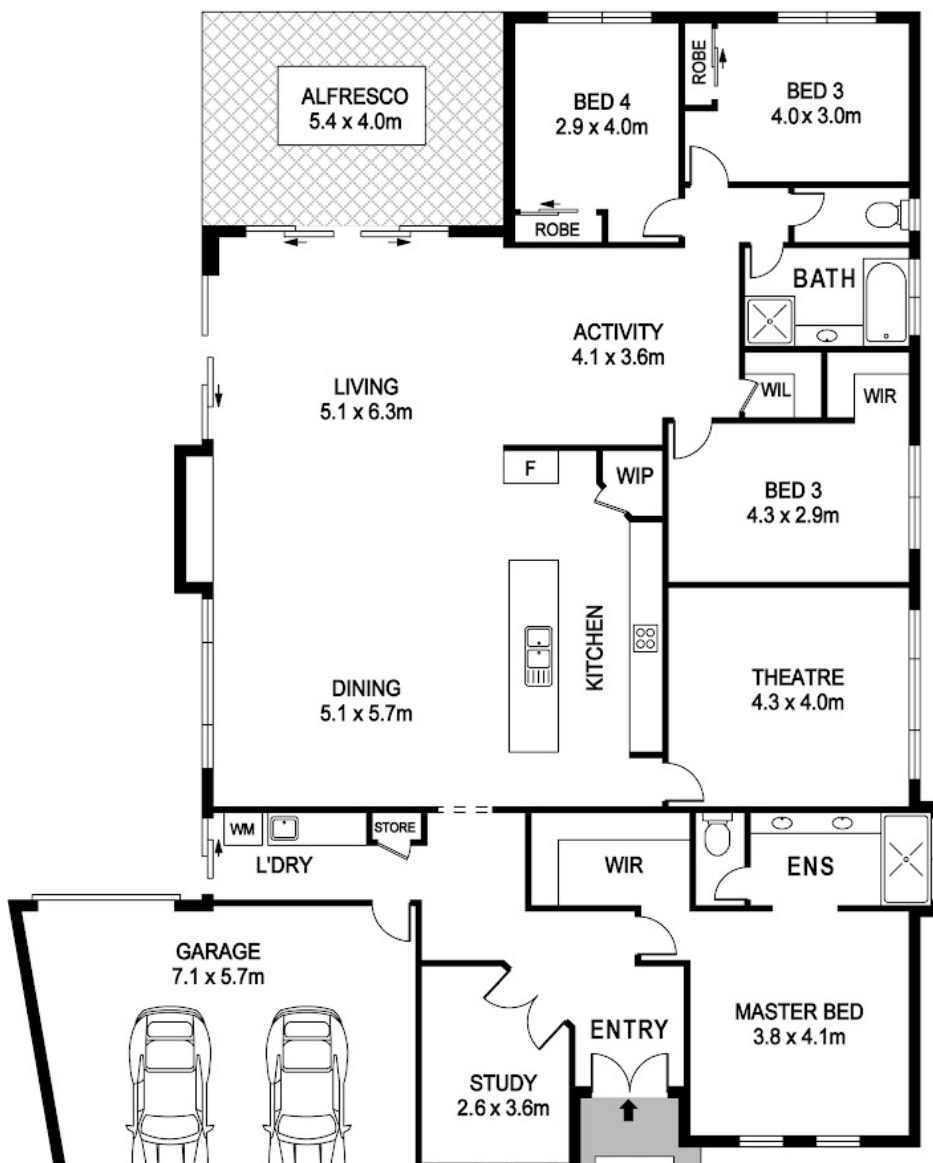 ALFRESCO
5.4 x 4.0m
BED 4
2.9 x 4.0m
ROBE
BED 3
4.0 x 3.0m
ROBE
BATH
ACTIVITY
4.1 x 3.6m
LIVING
5.1 x 6.3m
WIL
WIR
F
WIP
BED 3
4.3 x 2.9m
KITCHEN
DINING
5.1 x 5.7m
THEATRE
4.3 x 4.0m
WM
STORE
L'DRY
WIR
ENS
GARAGE
7.1 x 5.7m
ENTRY
MASTER BED
3.8 x 4.1m
STUDY
2.6 x 3.6m